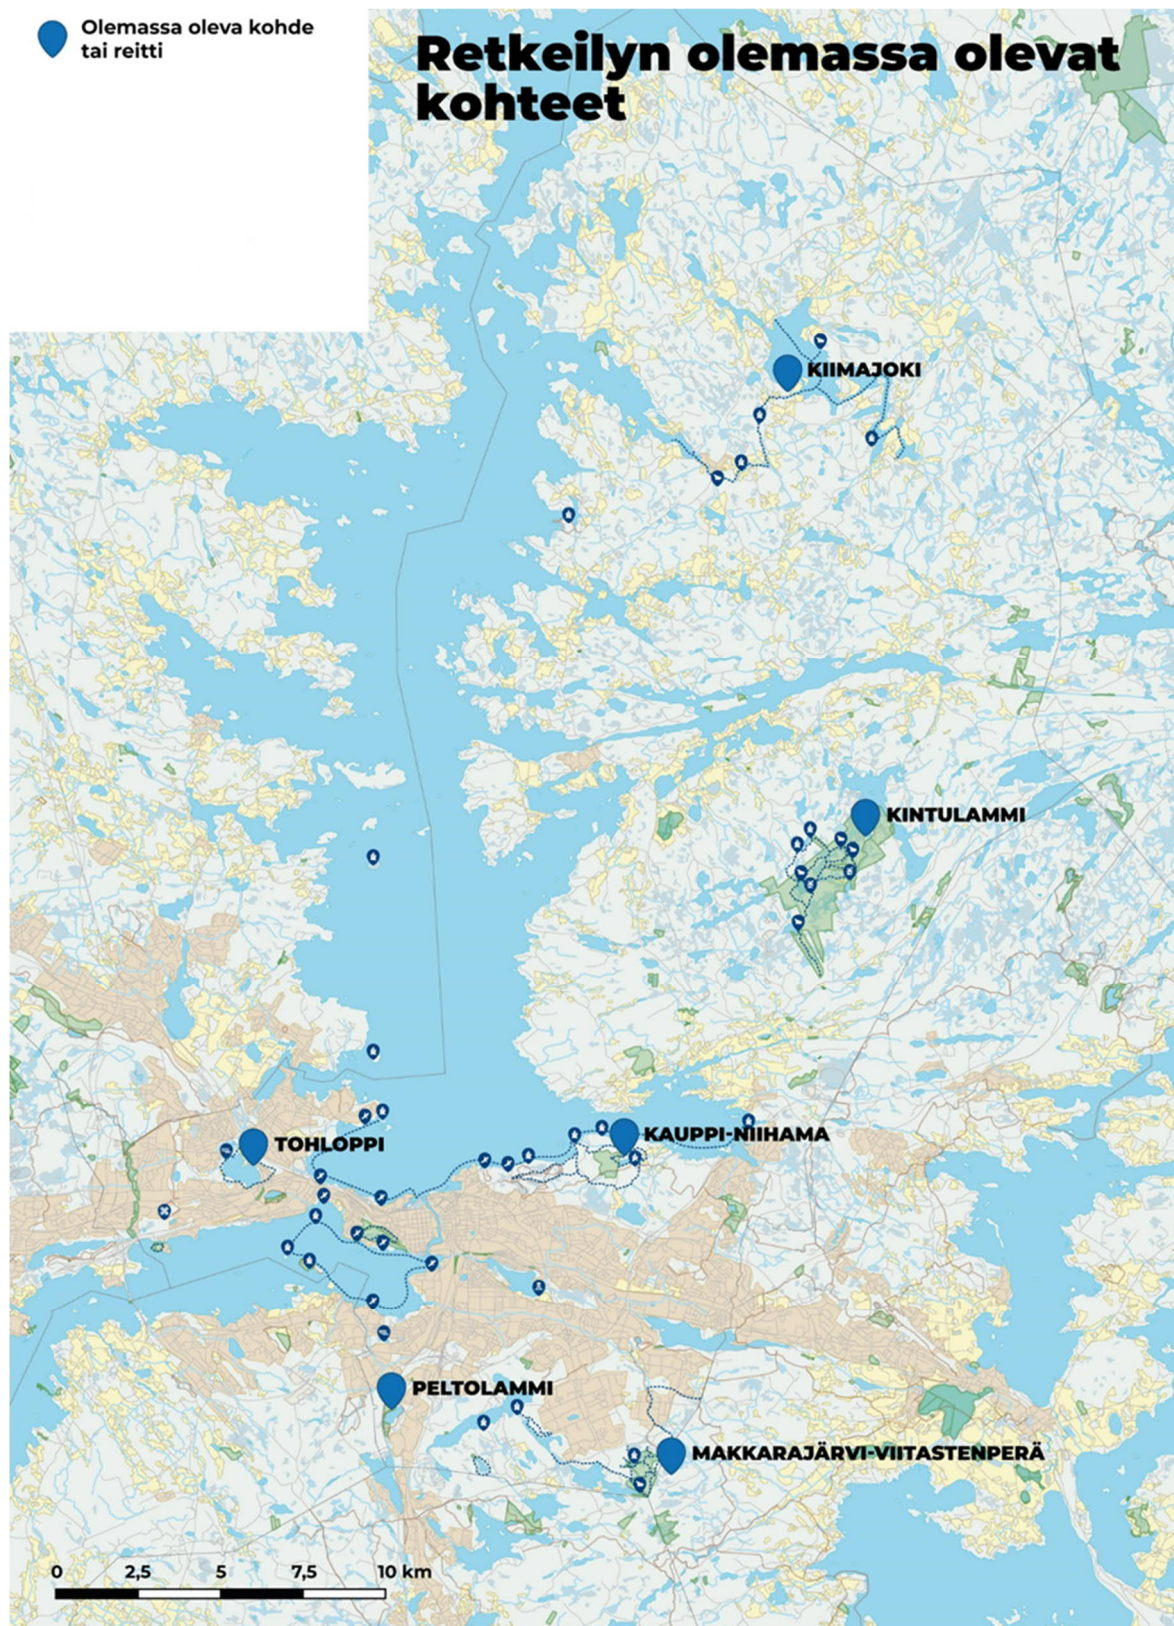 Olemassa oleva kohde
tai reitti
Retkeilyn olemassa olevat
kohteet
KIIMAJOKI
KINTULAMMI
KAUPPI-NIIHAMA
TOHLOPPI
PELTOLAMMI
MAKKARAJÄRVI-VIITASTENPERÄ
0 2,5 5 7,5 10 km